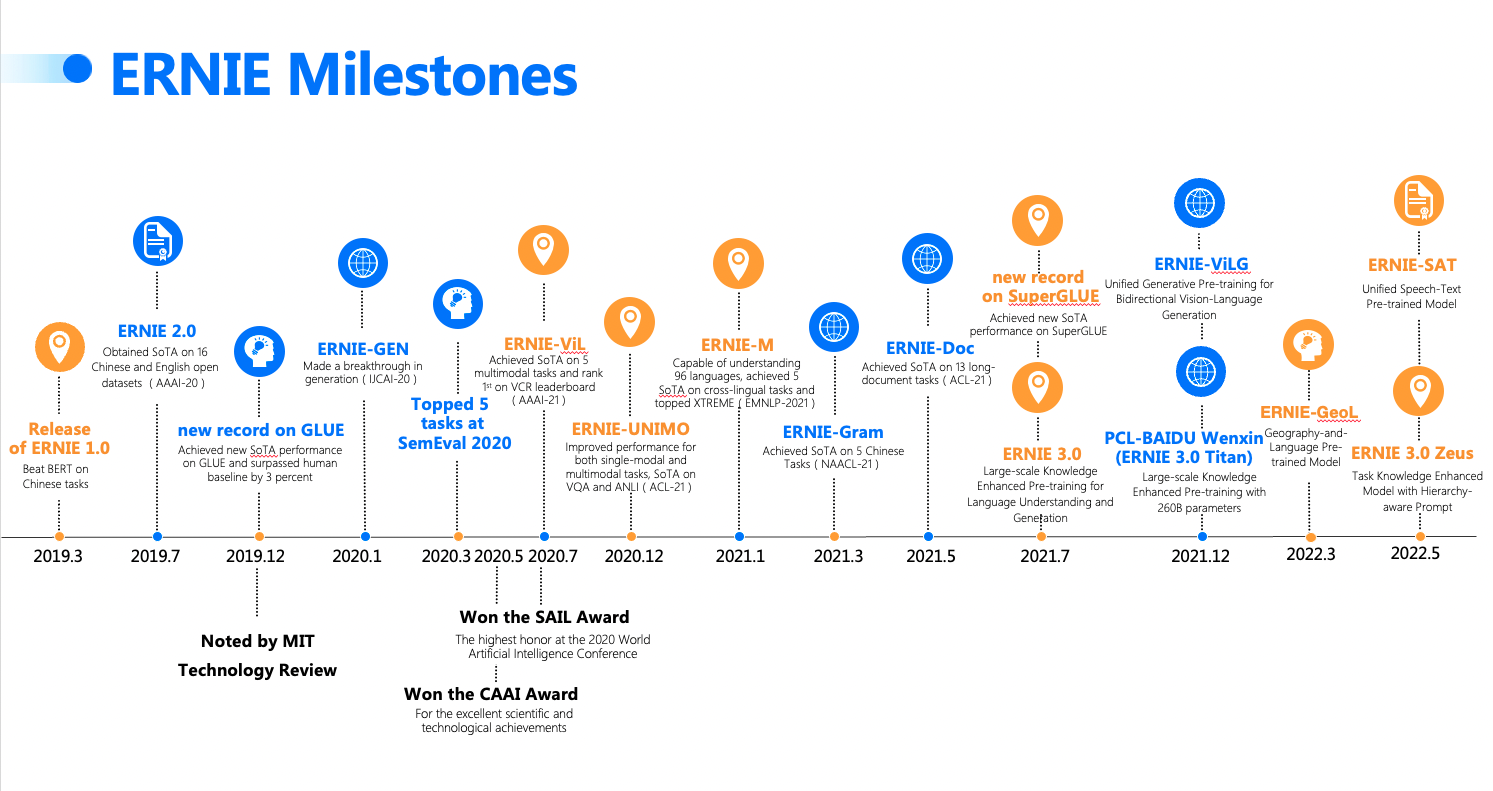 ERNIE Milestones
Release
of ERNIE 1.0
Beat BERT on
Chinese tasks
2019.3
ERNIE 2.0
Obtained SoTA on 16
Chinese and English open
datasets ( AAAI-20 )
2019.7
new record on GLUE
Achieved new SoTA performance
on GLUE and surpassed human
baseline by 3 percent
2019.12
Noted by MIT
Technology Review
ERNIE-GEN
Made a breakthrough in
generation ( IJCAI-20 )
2020.1
Topped 5
tasks at
SemEval 2020
2020.3
2020.5
Won the CAAI Award
For the excellent scientific and
technological achievements
ERNIE-ViL
Achieved SoTA on 5
multimodal tasks and rank
1st on VCR leaderboard
( AAAI-21 )
2020.7
Won the SAIL Award
The highest honor at the 2020 World
Artificial Intelligence Conference
ERNIE-UNIMO
Improved performance for
both single-modal and
multimodal tasks, SoTA on
VQA and ANLI ( ACL-21 )
2020.12
ERNIE-M
Capable of understanding
96 languages, achieved 5
SoTA on cross-lingual tasks and
topped XTREME ( EMNLP-2021 )
2021.1
ERNIE-Gram
Achieved SoTA on 5 Chinese
Tasks ( NAACL-21 )
2021.3
ERNIE-Doc
Achieved SoTA on 13 long-
document tasks ( ACL-21 )
2021.5
new record
on SuperGLUE
Achieved new SoTA
performance on SuperGLUE
ERNIE 3.0
Large-scale Knowledge
Enhanced Pre-training for
Language Understanding and
Generation
2021.7
ERNIE-ViLG
Unified Generative Pre-training for
Bidirectional Vision-Language
Generation
PCL-BAIDU Wenxin
(ERNIE 3.0 Titan)
Large-scale Knowledge
Enhanced Pre-training with
260B parameters
2021.12
ERNIE-GeoL
Geography-and-
Language Pre-
trained Model
2022.3
ERNIE-SAT
Unified Speech-Text
Pre-trained Model
ERNIE 3.0 Zeus
Task Knowledge Enhanced
Model with Hierarchy-
aware Prompt
2022.5